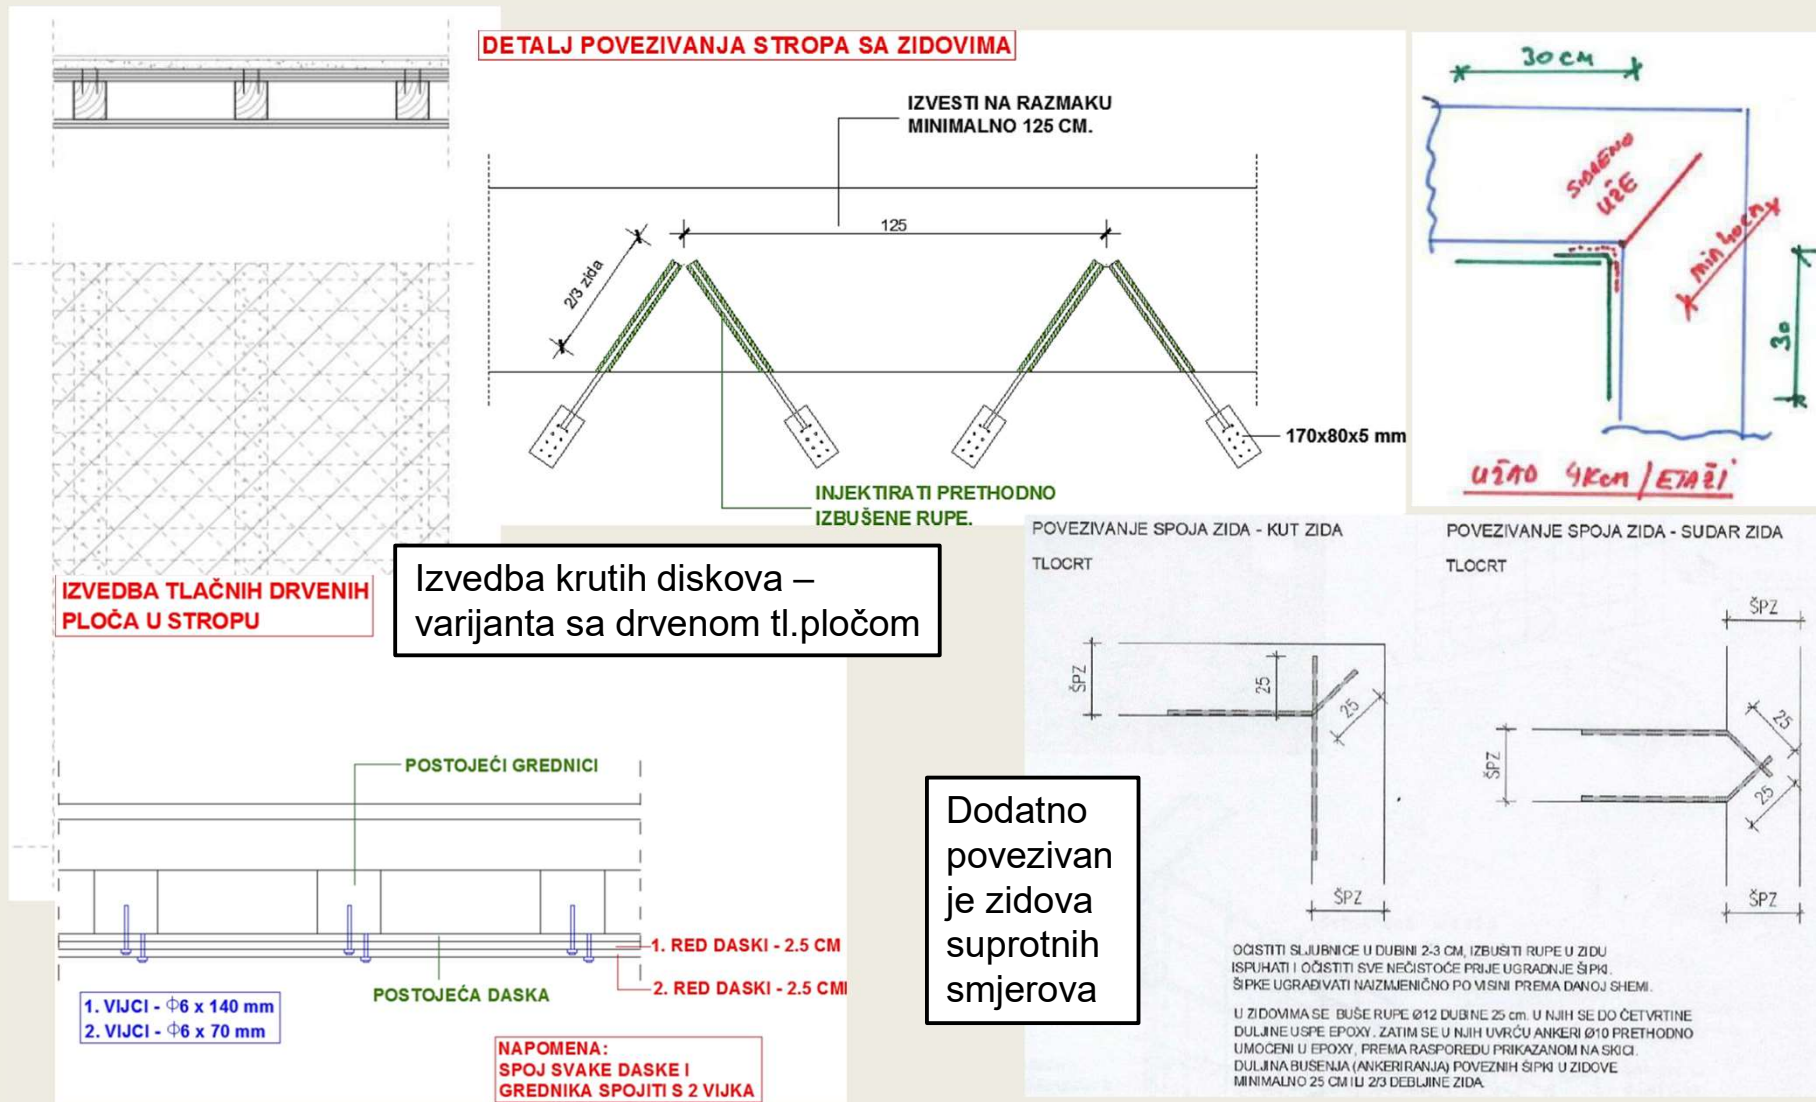 DETALJ POVEZIVANJA STROPA SA ZIDOVIMA
IZVESTI NA RAZMAKU
MINIMALNO 125 CM.
125
2/3 zida
170x80x5 mm
INJEKTIRATI PRETHODNO
IZBUŠENE RUPE.
30 cm
SIDRENO
UŽE
min 40 cm
30
UŽAD 4 kom / ETAŽI
IZVEDBA TLAČNIH DRVENIH
PLOČA U STROPU
Izvedba krutih diskova –
varijanta sa drvenom tl.pločom
POSTOJEĆI GREDNICI
1. RED DASKI - 2.5 CM
2. RED DASKI - 2.5 CM
POSTOJEĆA DASKA
1. VIJCI - Φ6 x 140 mm
2. VIJCI - Φ6 x 70 mm
NAPOMENA:
SPOJ SVAKE DASKE I
GREDNIKA SPOJITI S 2 VIJKA
Dodatno
povezivan
je zidova
suprotnih
smjerova
POVEZIVANJE SPOJA ZIDA - KUT ZIDA
TLOCRT
ŠPZ
25
25
ŠPZ
POVEZIVANJE SPOJA ZIDA - SUDAR ZIDA
TLOCRT
ŠPZ
25
ŠPZ
25
ŠPZ
OČISTITI SLJUBNICE U DUBINI 2-3 CM, IZBUŠITI RUPE U ZIDU
ISPUHATI I OČISTITI SVE NEČISTOĆE PRIJE UGRADNJE ŠIPKI.
ŠIPKE UGRAĐIVATI NAIZMJENIČNO PO VISINI PREMA DANOJ SHEMI.
U ZIDOVIMA SE BUŠE RUPE Ø12 DUBINE 25 cm. U NJIH SE DO ČETVRTINE
DULJINE USPE EPOXY. ZATIM SE U NJIH UVRĆU ANKERI Ø10 PRETHODNO
UMOČENI U EPOXY, PREMA RASPOREDU PRIKAZANOM NA SKICI.
DULJINA BUŠENJA (ANKERIRANJA) POVEZNIH ŠIPKI U ZIDOVE
MINIMALNO 25 CM ILI 2/3 DEBLJINE ZIDA